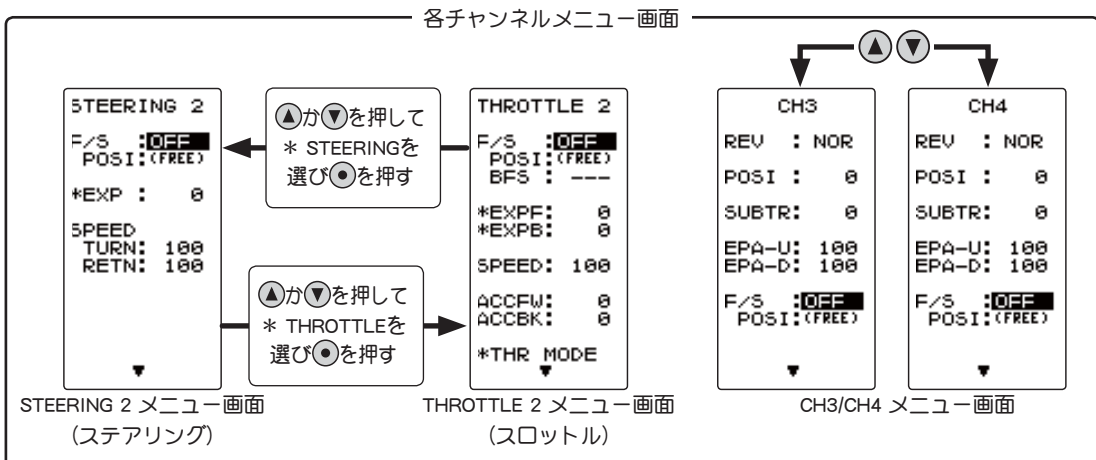 各チャンネルメニュー画面
STEERING 2
F/S :OFF
POSI:(FREE)
*EXP : 0
SPEED
TURN: 100
RETN: 100
▼
▲か▼を押して
* STEERINGを
選び●を押す
▲か▼を押して
* THROTTLEを
選び●を押す
THROTTLE 2
F/S :OFF
POSI:(FREE)
BFS : ---
*EXPF: 0
*EXPB: 0
SPEED: 100
ACCFW: 0
ACCBK: 0
*THR MODE
▼
▲▼
CH3
REV : NOR
POSI : 0
SUBTR: 0
EPA-U: 100
EPA-D: 100
F/S :OFF
POSI:(FREE)
▼
CH4
REV : NOR
POSI : 0
SUBTR: 0
EPA-U: 100
EPA-D: 100
F/S :OFF
POSI:(FREE)
▼
STEERING 2 メニュー画面
(ステアリング)
THROTTLE 2 メニュー画面
(スロットル)
CH3/CH4 メニュー画面